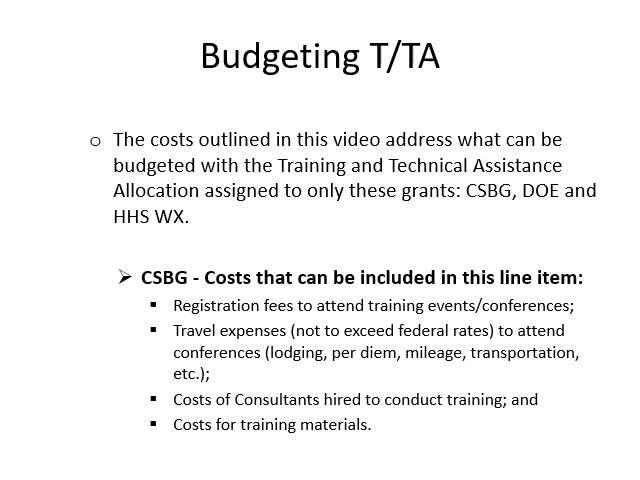 Budgeting T/TA
o The costs outlined in this video address what can be
budgeted with the Training and Technical Assistance
Allocation assigned to only these grants: CSBG, DOE and
HHS WX.
➢ CSBG - Costs that can be included in this line item:
▪ Registration fees to attend training events/conferences;
▪ Travel expenses (not to exceed federal rates) to attend
conferences (lodging, per diem, mileage, transportation,
etc.);
▪ Costs of Consultants hired to conduct training; and
▪ Costs for training materials.